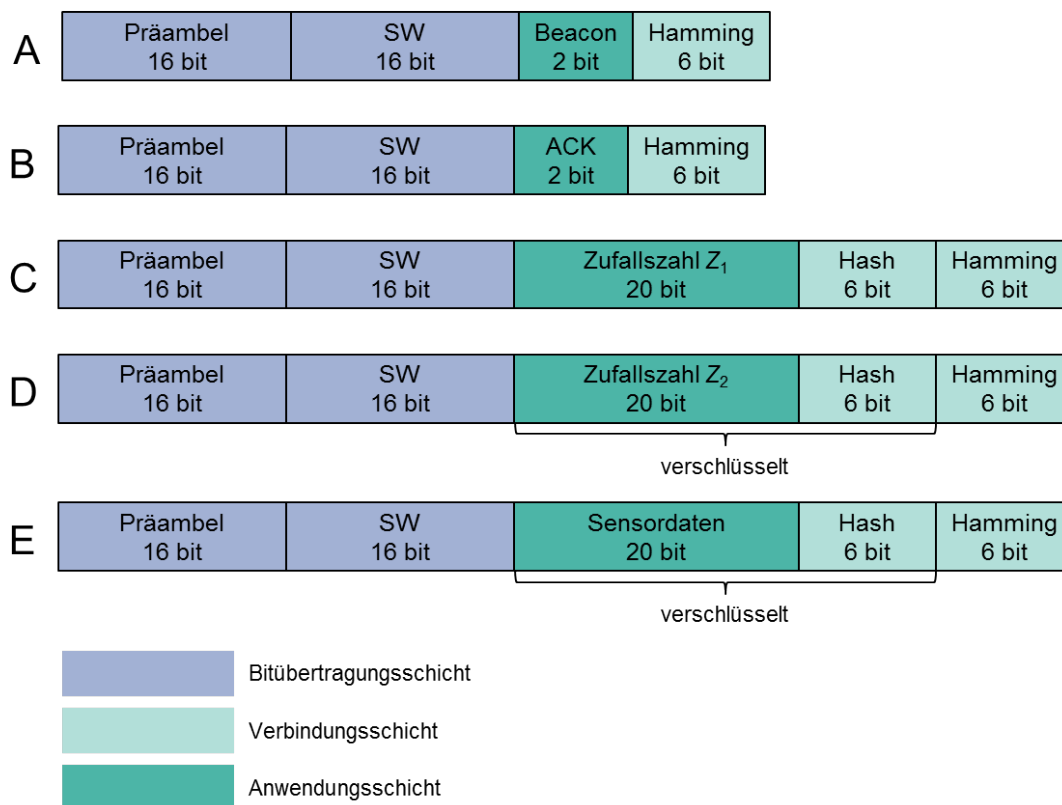 A
Präambel
16 bit
SW
16 bit
Beacon
2 bit
Hamming
6 bit
B
Präambel
16 bit
SW
16 bit
ACK
2 bit
Hamming
6 bit
C
Präambel
16 bit
SW
16 bit
Zufallszahl Z₁
20 bit
Hash
6 bit
Hamming
6 bit
D
Präambel
16 bit
SW
16 bit
Zufallszahl Z₂
20 bit
Hash
6 bit
Hamming
6 bit
verschlüsselt
E
Präambel
16 bit
SW
16 bit
Sensordaten
20 bit
Hash
6 bit
Hamming
6 bit
verschlüsselt
Bitübertragungsschicht
Verbindungsschicht
Anwendungsschicht